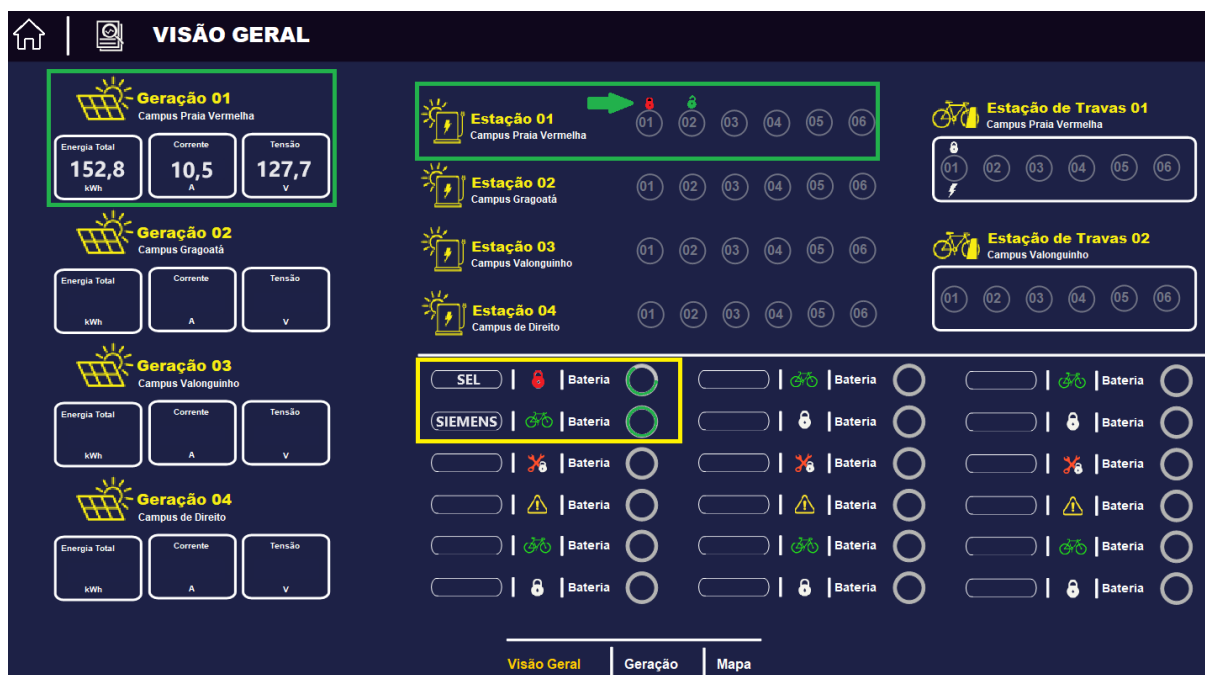 VISÃO GERAL
Geração 01
Campus Praia Vermelha
Energia Total
152,8
kWh
Corrente
10,5
A
Tensão
127,7
V
Geração 02
Campus Gragoatá
Energia Total
kWh
Corrente
A
Tensão
V
Geração 03
Campus Valonguinho
Energia Total
kWh
Corrente
A
Tensão
V
Geração 04
Campus de Direito
Energia Total
kWh
Corrente
A
Tensão
V
Estação 01
Campus Praia Vermelha
01 02 03 04 05 06
Estação 02
Campus Gragoatá
01 02 03 04 05 06
Estação 03
Campus Valonguinho
01 02 03 04 05 06
Estação 04
Campus de Direito
01 02 03 04 05 06
Estação de Travas 01
Campus Praia Vermelha
01 02 03 04 05 06
Estação de Travas 02
Campus Valonguinho
01 02 03 04 05 06
SEL Bateria Bateria Bateria
SIEMENS Bateria Bateria Bateria
Bateria Bateria Bateria
Bateria Bateria Bateria
Bateria Bateria Bateria
Bateria Bateria Bateria
Visão Geral Geração Mapa